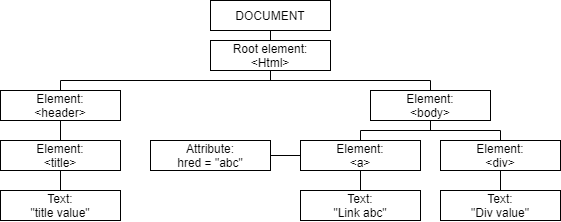 DOCUMENT
Root element:
<Html>
Element:
<header>
Element:
<body>
Element:
<title>
Attribute:
hred = "abc"
Element:
<a>
Element:
<div>
Text:
"title value"
Text:
"Link abc"
Text:
"Div value"